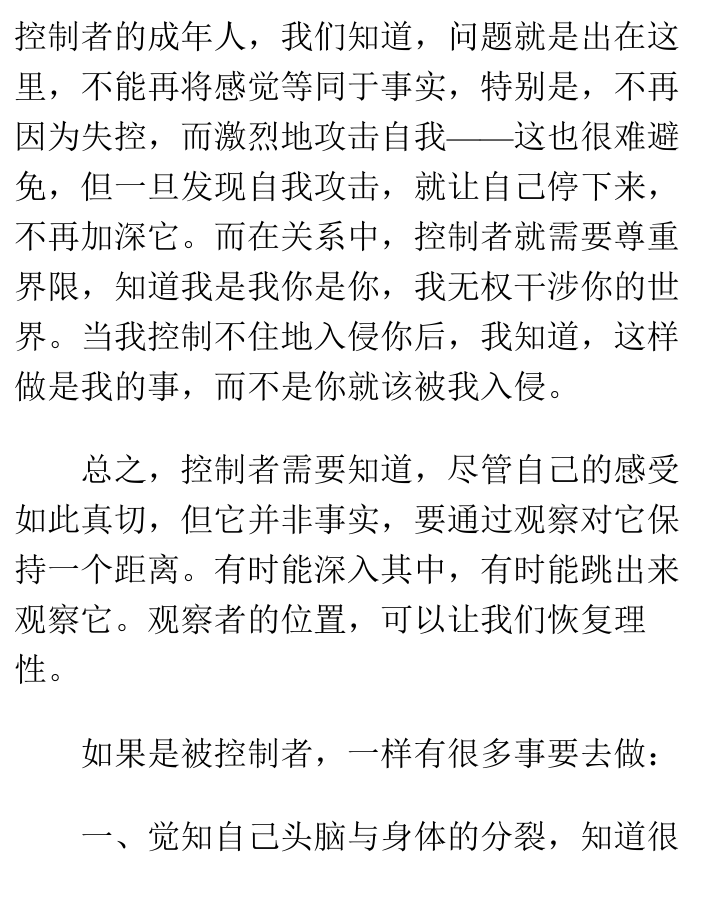 控制者的成年人，我们知道，问题就是出在这
里，不能再将感觉等同于事实，特别是，不再
因为失控，而激烈地攻击自我——这也很难避
免，但一旦发现自我攻击，就让自己停下来，
不再加深它。而在关系中，控制者就需要尊重
界限，知道我是我你是你，我无权干涉你的世
界。当我控制不住地入侵你后，我知道，这样
做是我的事，而不是你就该被我入侵。
总之，控制者需要知道，尽管自己的感受
如此真切，但它并非事实，要通过观察对它保
持一个距离。有时能深入其中，有时能跳出来
观察它。观察者的位置，可以让我们恢复理
性。
如果是被控制者，一样有很多事要去做：
一、觉知自己头脑与身体的分裂，知道很